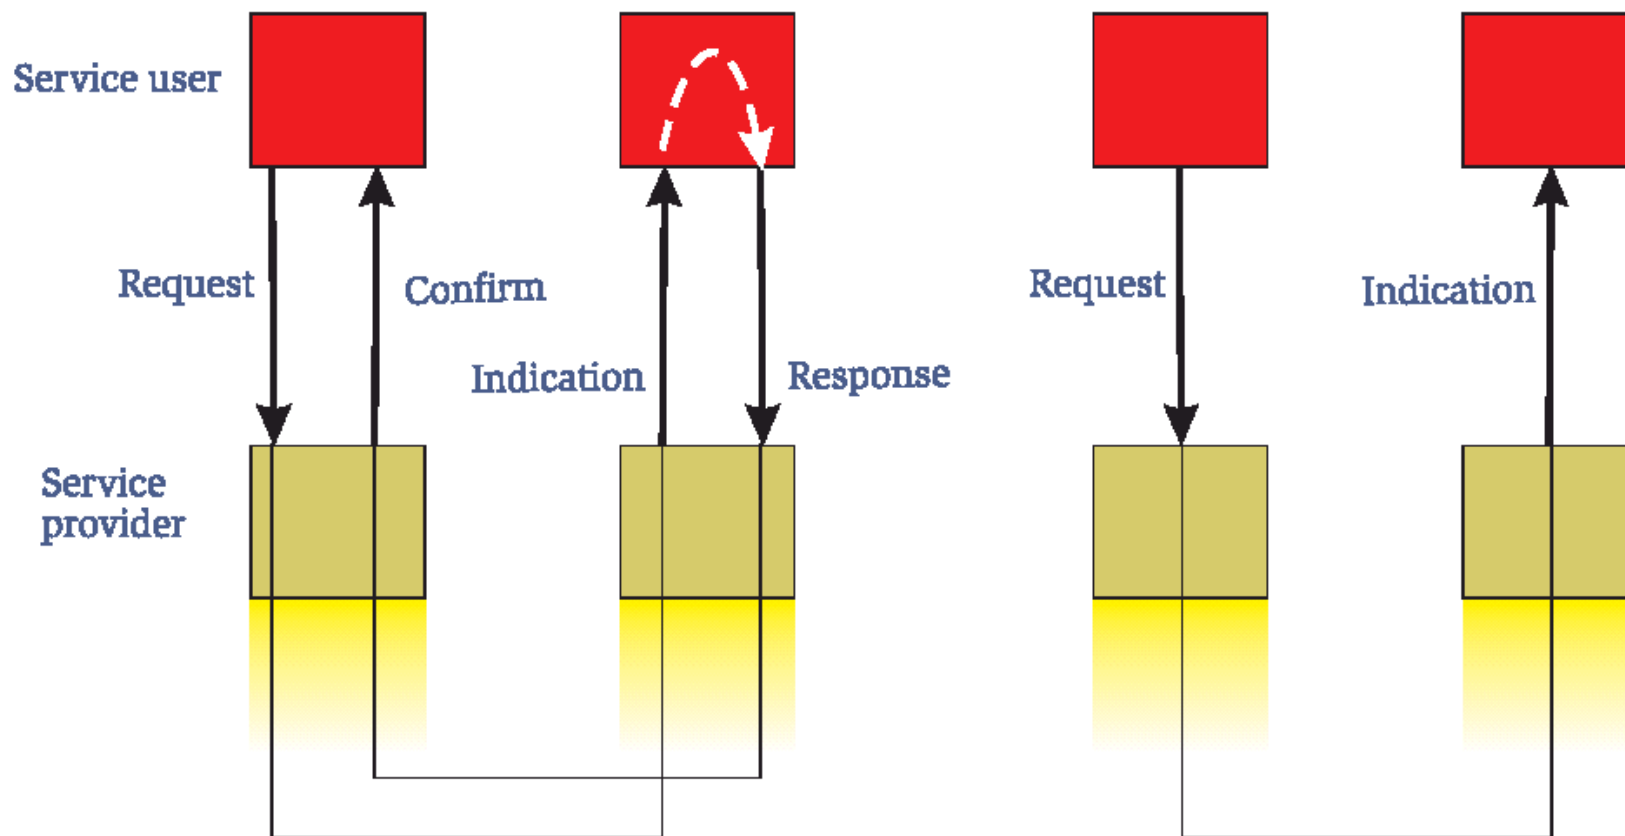 Service user
Request
Confirm
Indication
Response
Request
Indication
Service
provider